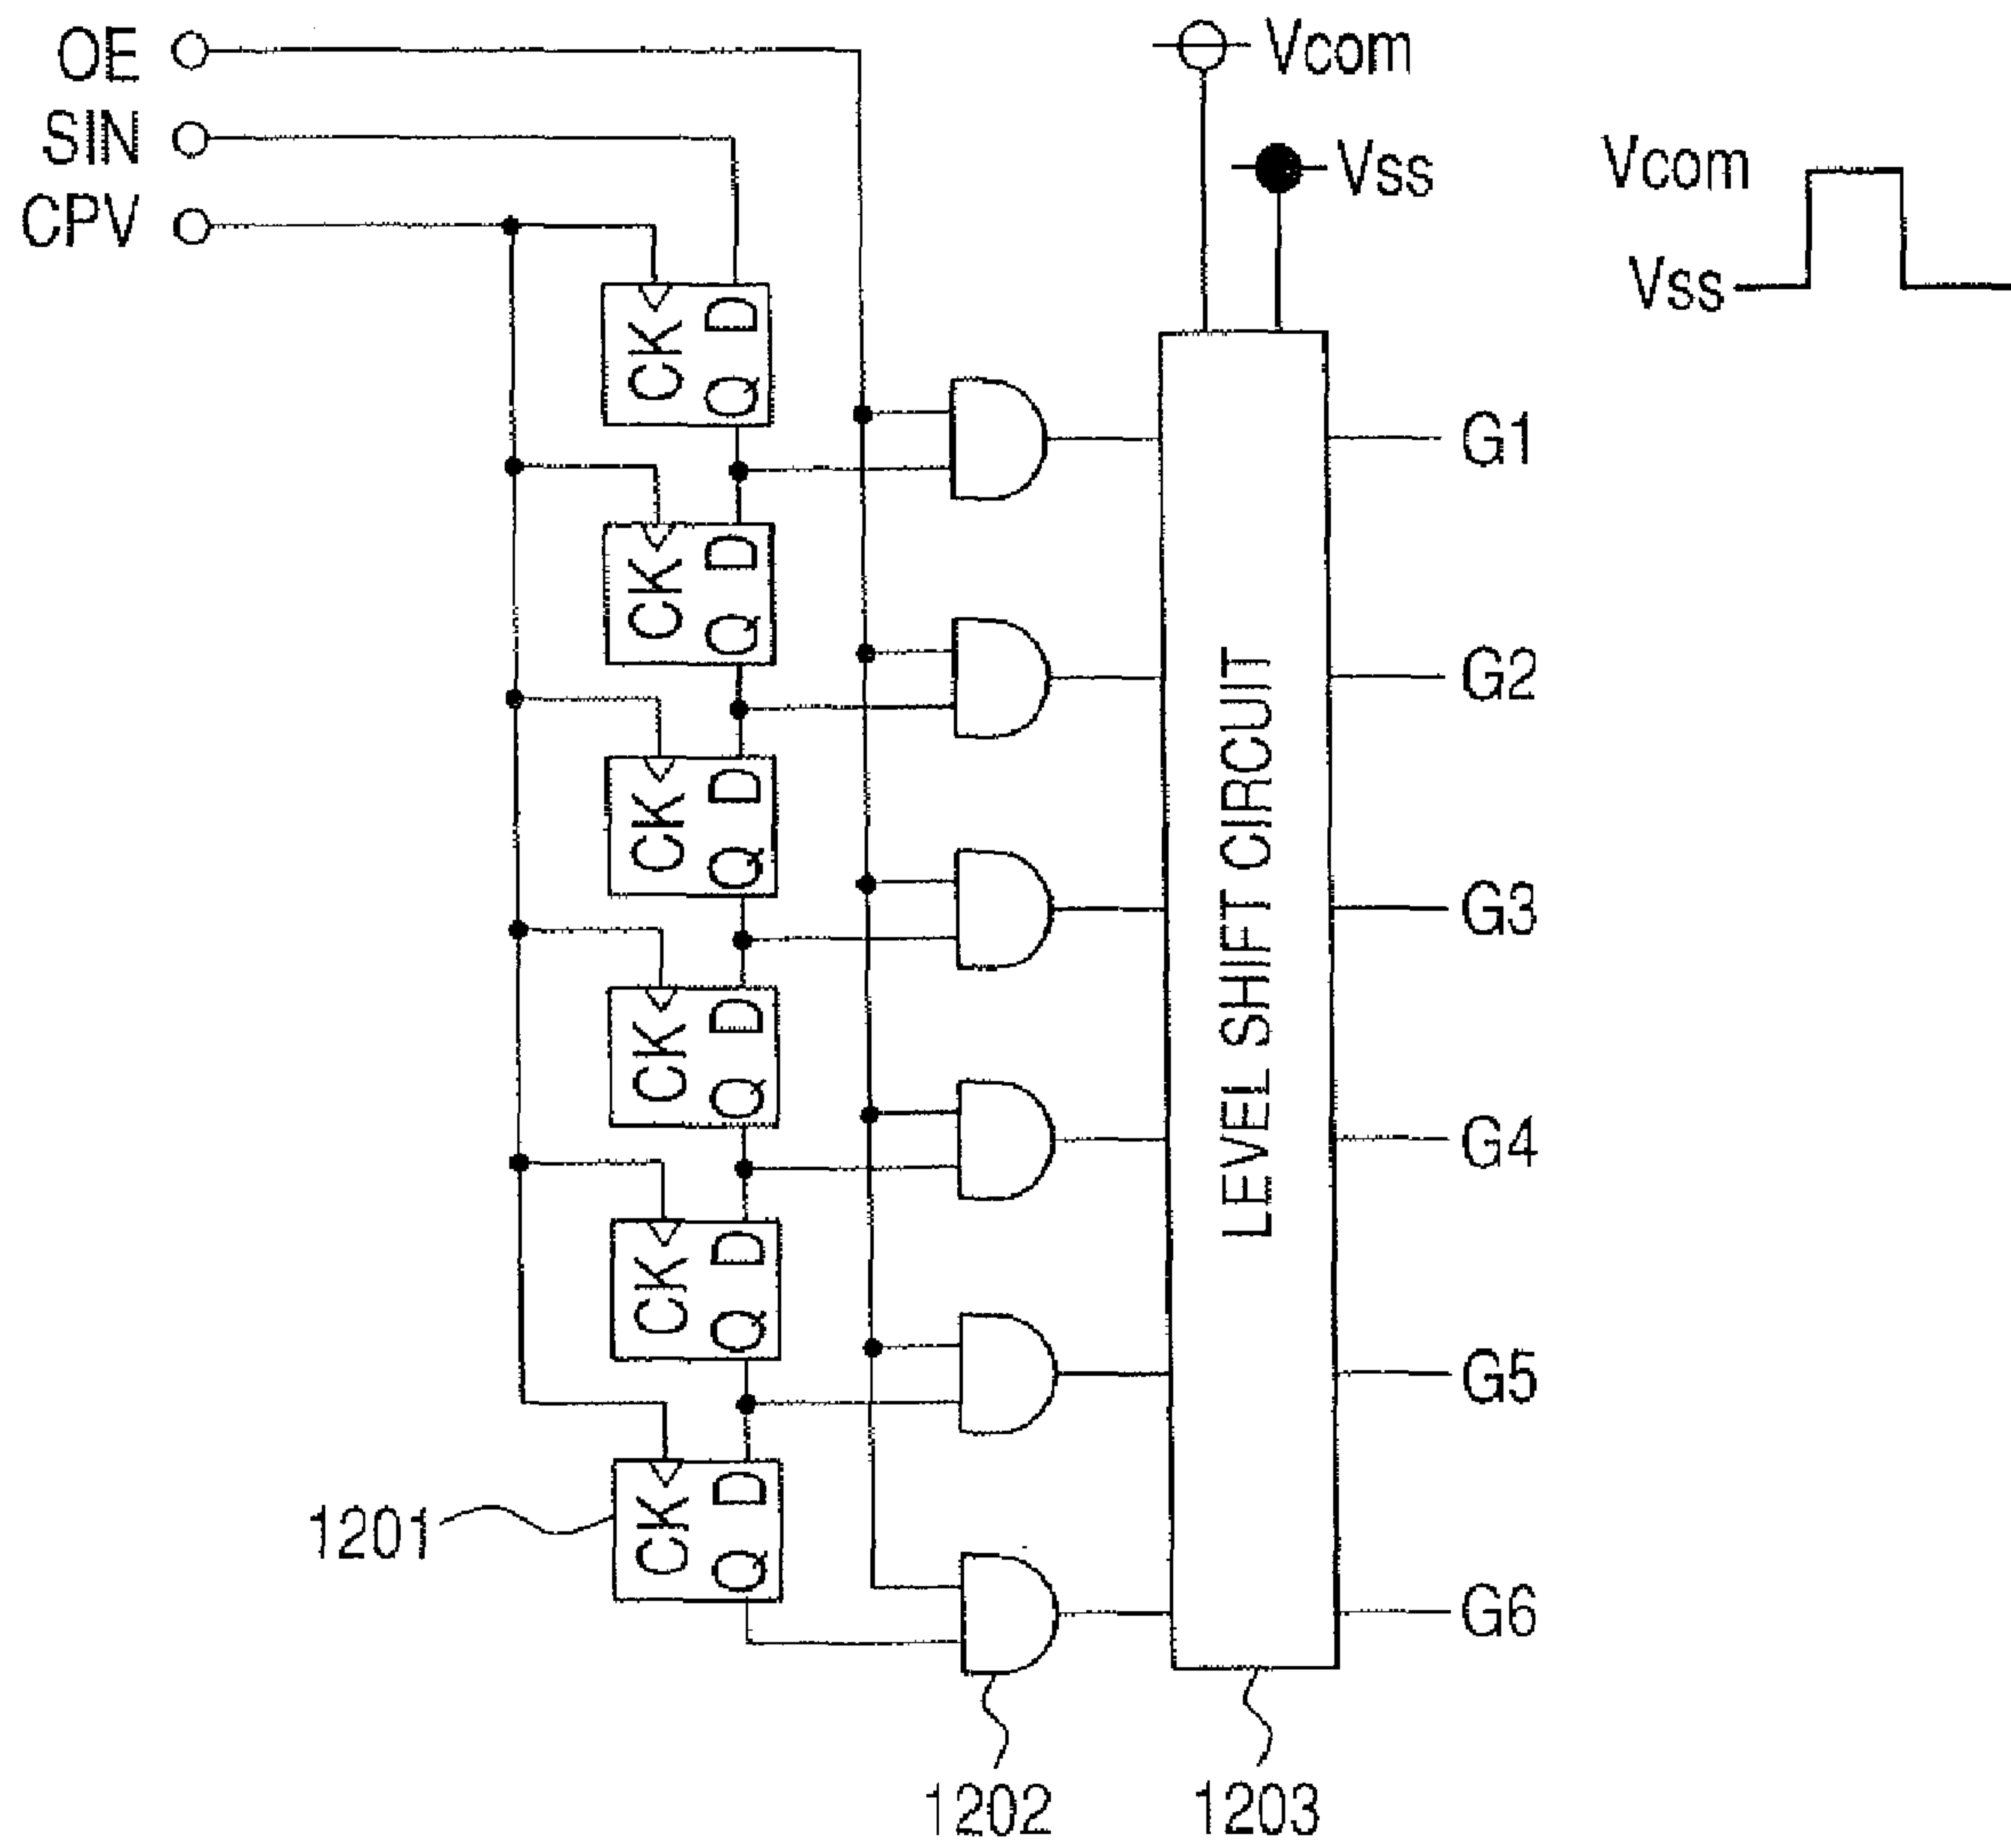 OE
SIN
CPV
Vcom
Vss
Vcom
Vss
CK D Q
CK D Q
CK D Q
CK D Q
CK D Q
CK D Q
LEVEL SHIFT CIRCUIT
G1
G2
G3
G4
G5
G6
1201
1202
1203